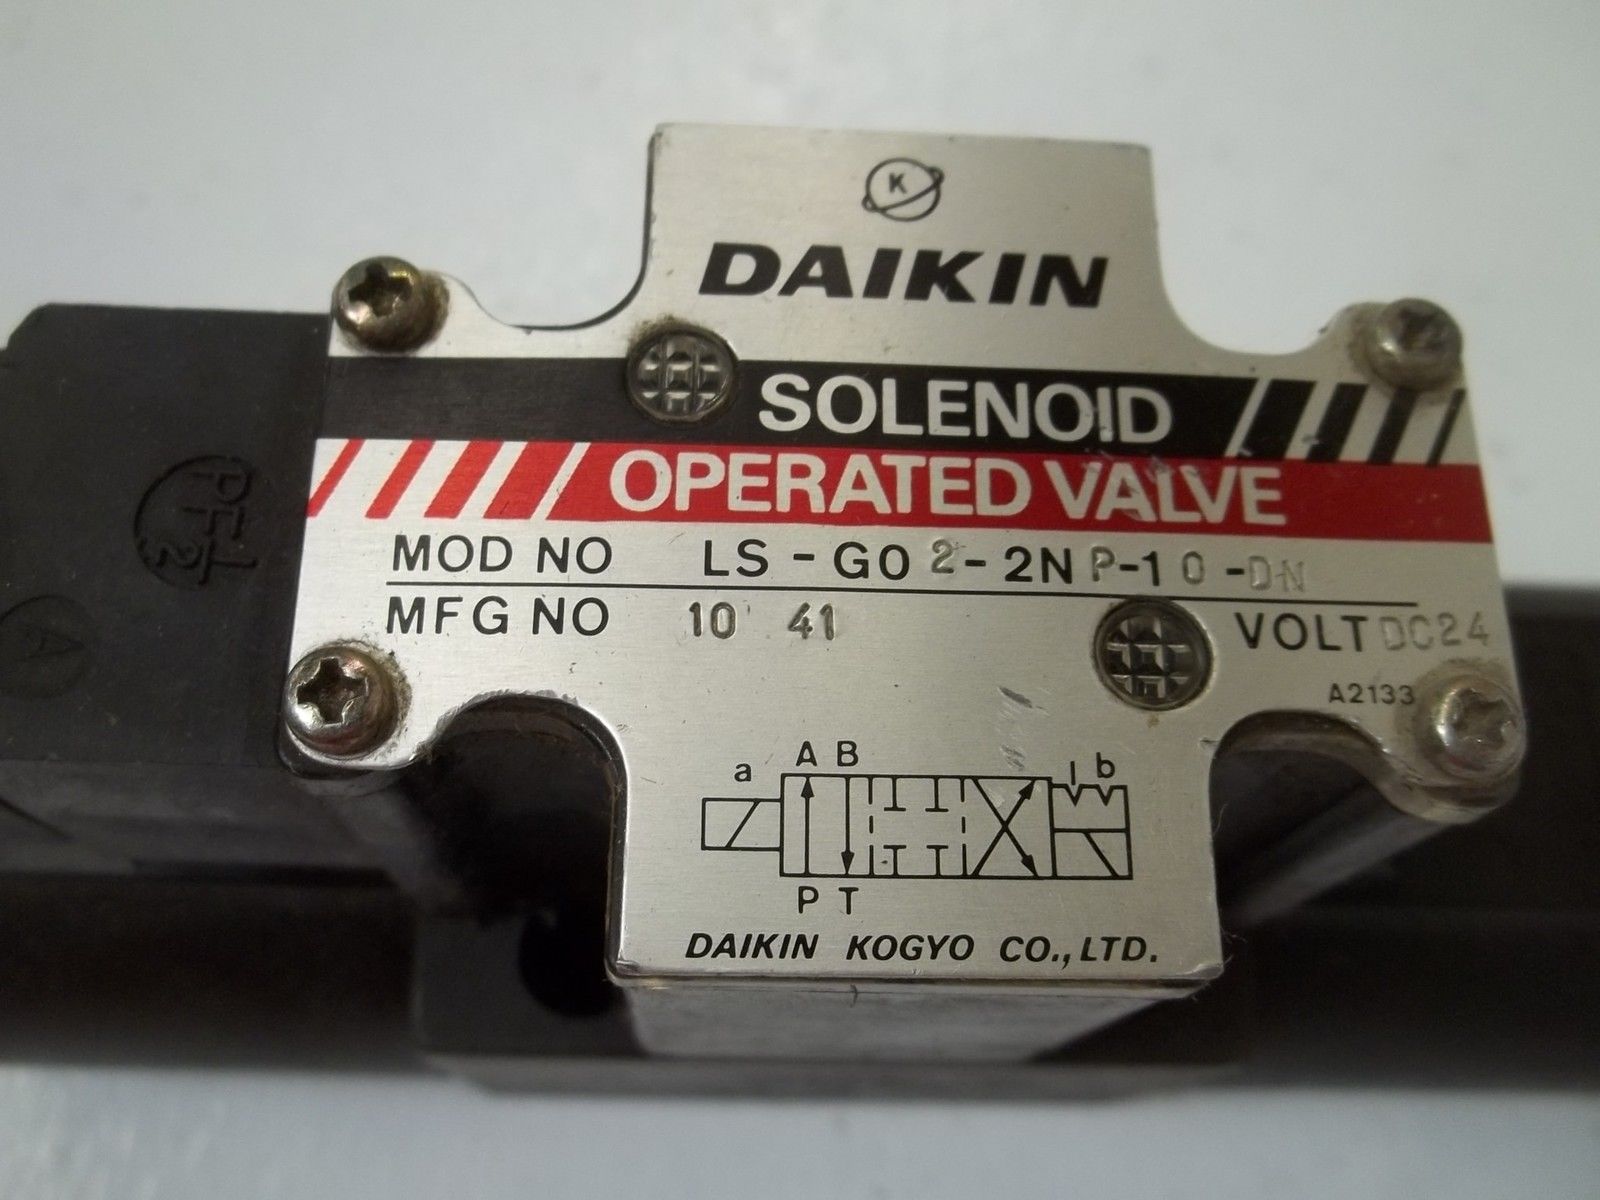 K
DAIKIN
SOLENOID
OPERATED VALVE
MOD NO LS-G02-2NP-10-DN
MFG NO 10 41 VOLT DC24
A2133
a A B b
P T
DAIKIN KOGYO CO., LTD.
A